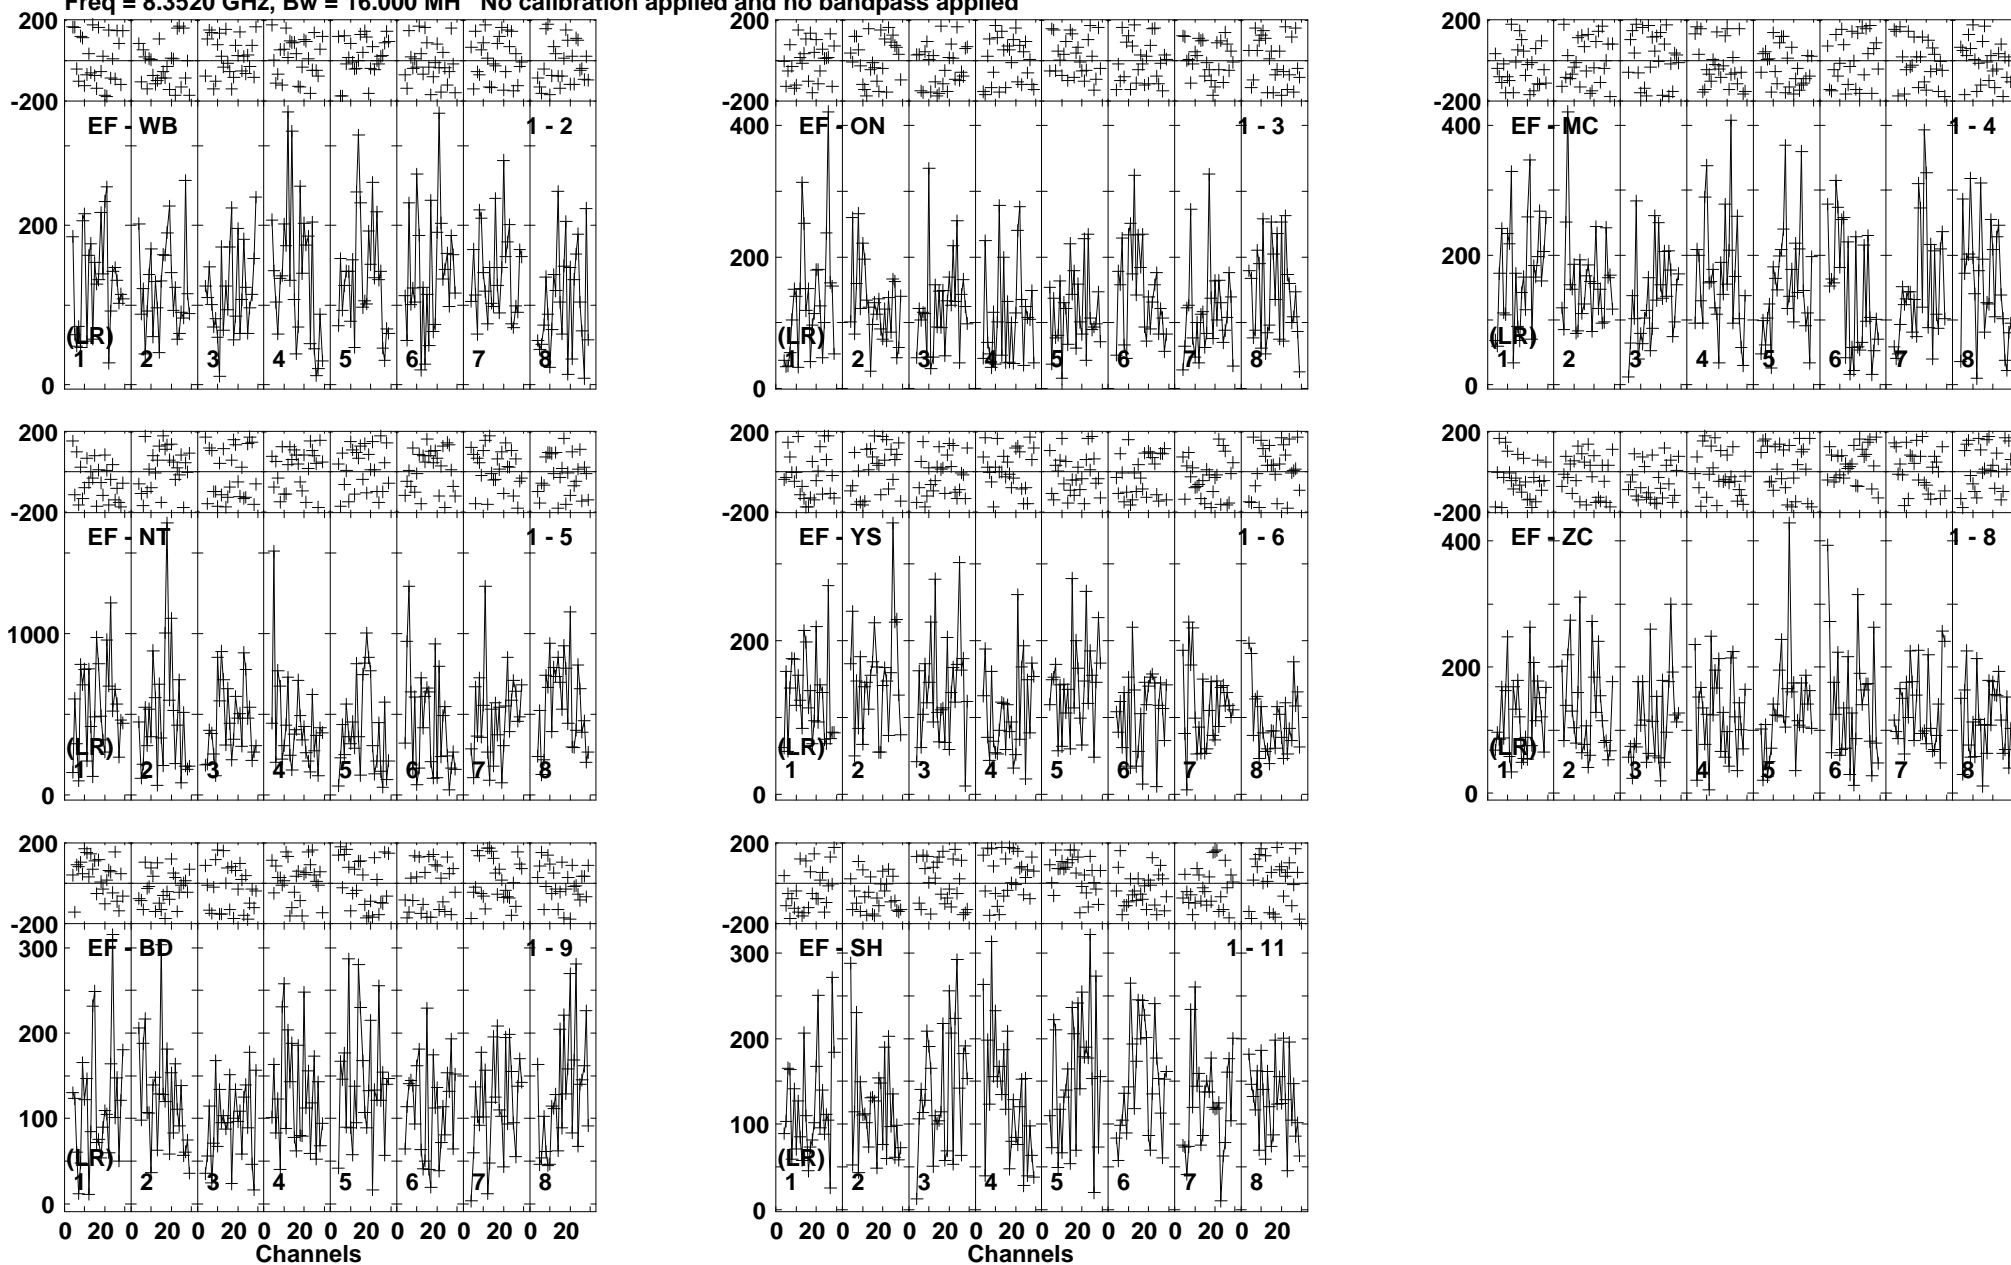 Freq = 8.3520 GHz, Bw = 16.000 MH No calibration applied and no bandpass applied
200 200 200
-200 -200 -200
EF - WB 1 - 2 EF - ON 1 - 3 EF - MC 1 - 4
400 400
200 200 200
(LR) (LR) (LR)
1 2 3 4 5 6 7 8 1 2 3 4 5 6 7 8 1 2 3 4 5 6 7 8
0 0 0
200 200 200
-200 -200 -200
EF - NT 1 - 5 EF - YS 1 - 6 EF - ZC 1 - 8
400
1000 200 200
(LR) (LR) (LR)
1 2 3 4 5 6 7 8 1 2 3 4 5 6 7 8 1 2 3 4 5 6 7 8
0 0 0
200 200
-200 -200
EF - BD 1 - 9 EF - SH 1 - 11
300 300
200 200
100 100
(LR) (LR)
1 2 3 4 5 6 7 8 1 2 3 4 5 6 7 8
0 0
0 20 0 20 0 20 0 20 0 20 0 20 0 20 0 20 0 20 0 20 0 20 0 20 0 20 0 20 0 20 0 20
Channels Channels